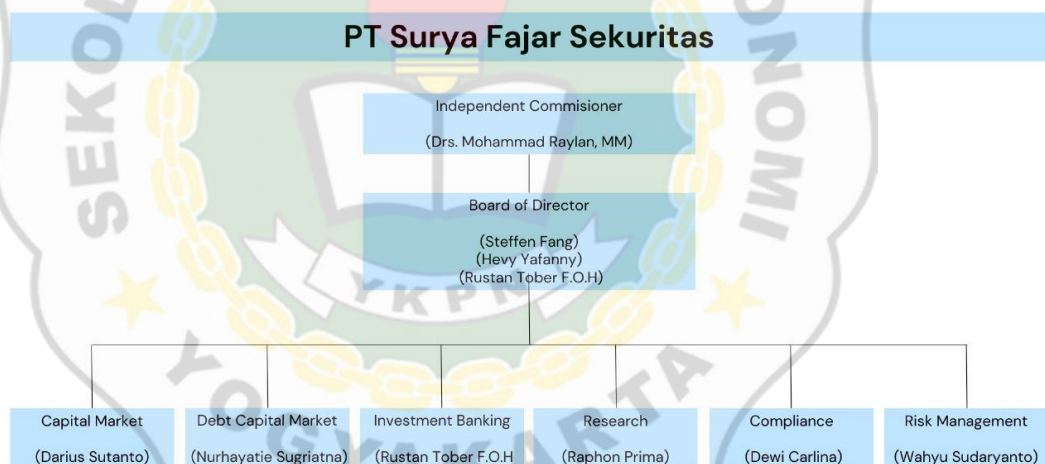 PT Surya Fajar Sekuritas
Independent Commisioner
(Drs. Mohammad Raylan, MM)
Board of Director
(Steffen Fang)
(Hevy Yafanny)
(Rustan Tober F.O.H)
Capital Market
(Darius Sutanto)
Debt Capital Market
(Nurhayatie Sugriatna)
Investment Banking
(Rustan Tober F.O.H
Research
(Raphon Prima)
Compliance
(Dewi Carlina)
Risk Management
(Wahyu Sudaryanto)
YKPN
YOGYAKARTA